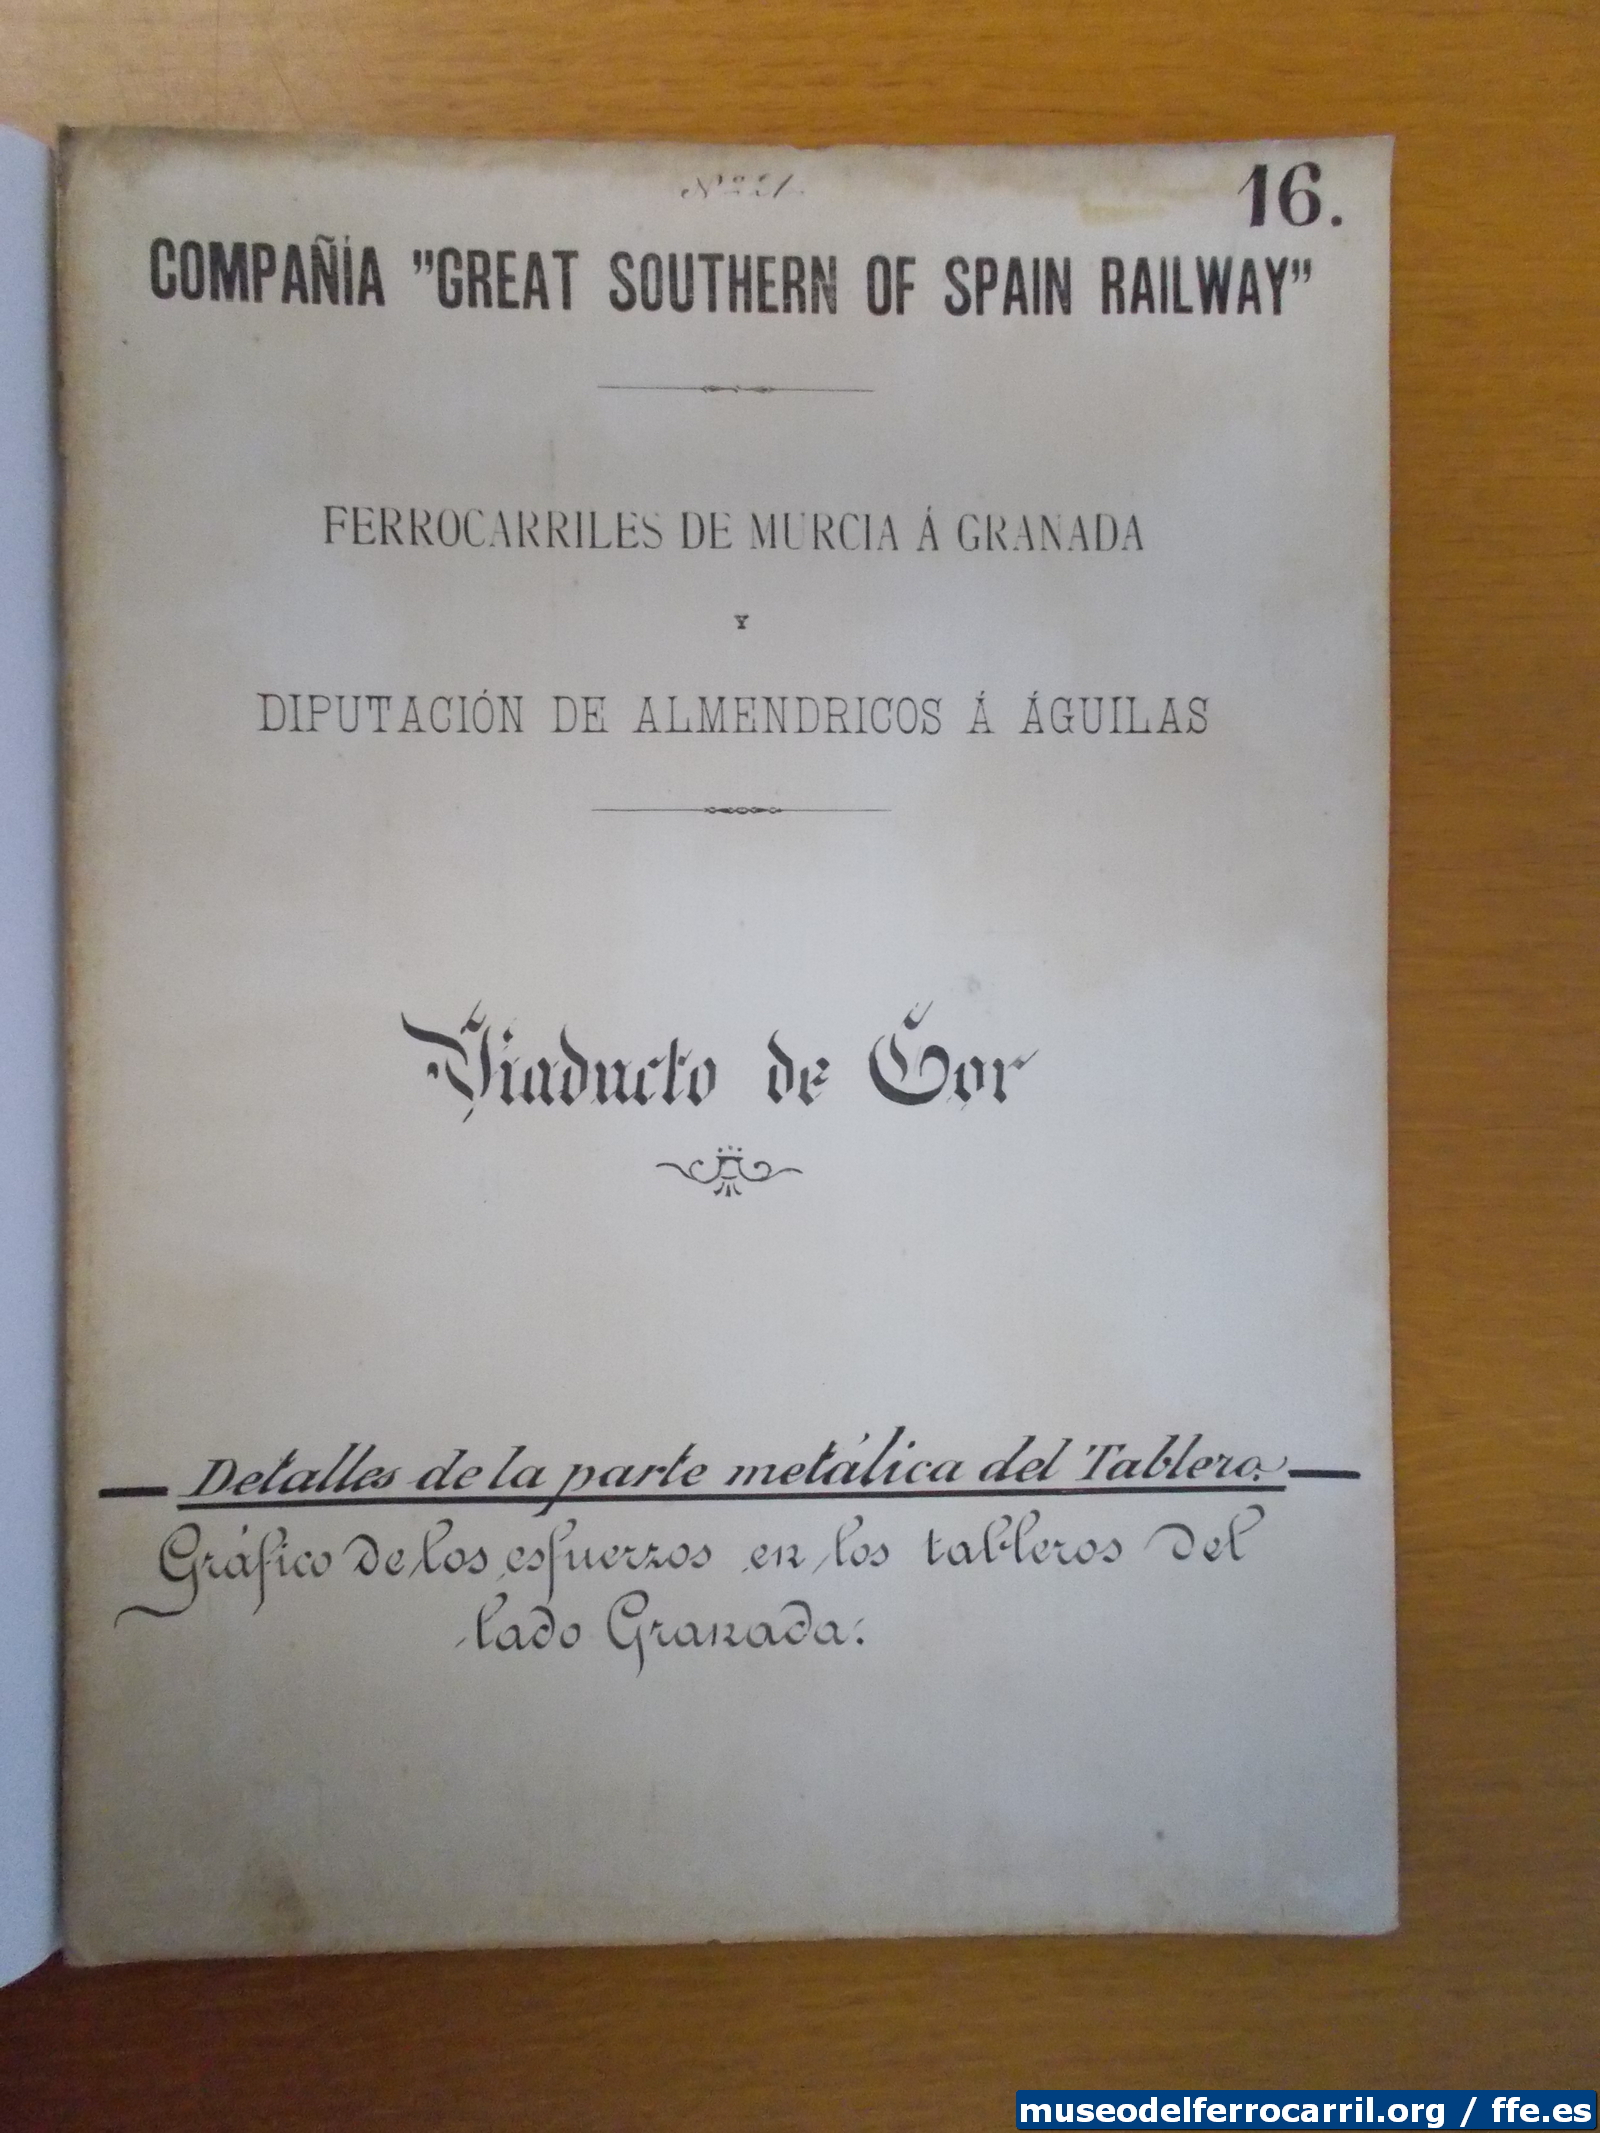 16.
COMPAÑÍA "GREAT SOUTHERN OF SPAIN RAILWAY"
FERROCARRILES DE MURCIA Á GRANADA
Y
DIPUTACIÓN DE ALMENDRICOS Á ÁGUILAS
Viaducto de Gor
Detalles de la parte metálica del Tablero.
Gráfico de los esfuerzos en los tableros del
lado Granada.
museodelferrocarril.org / ffe.es